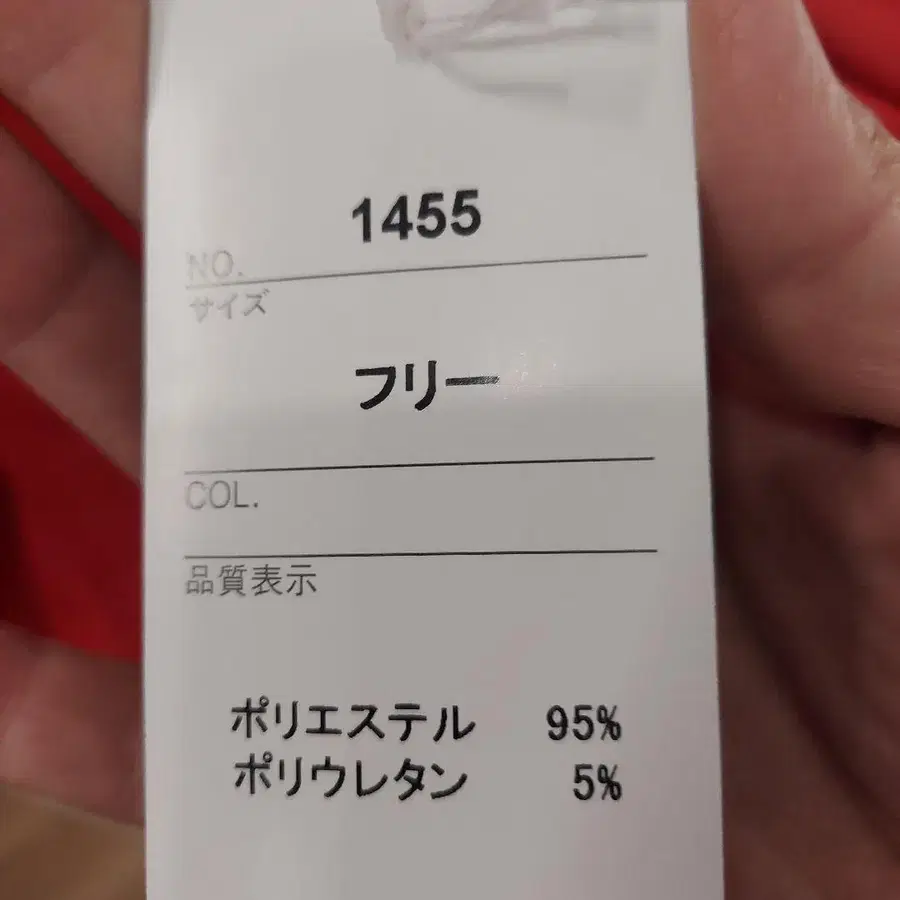 1455
NO.
サイズ
フリー
COL.
品質表示
ポリエステル 95%
ポリウレタン 5%